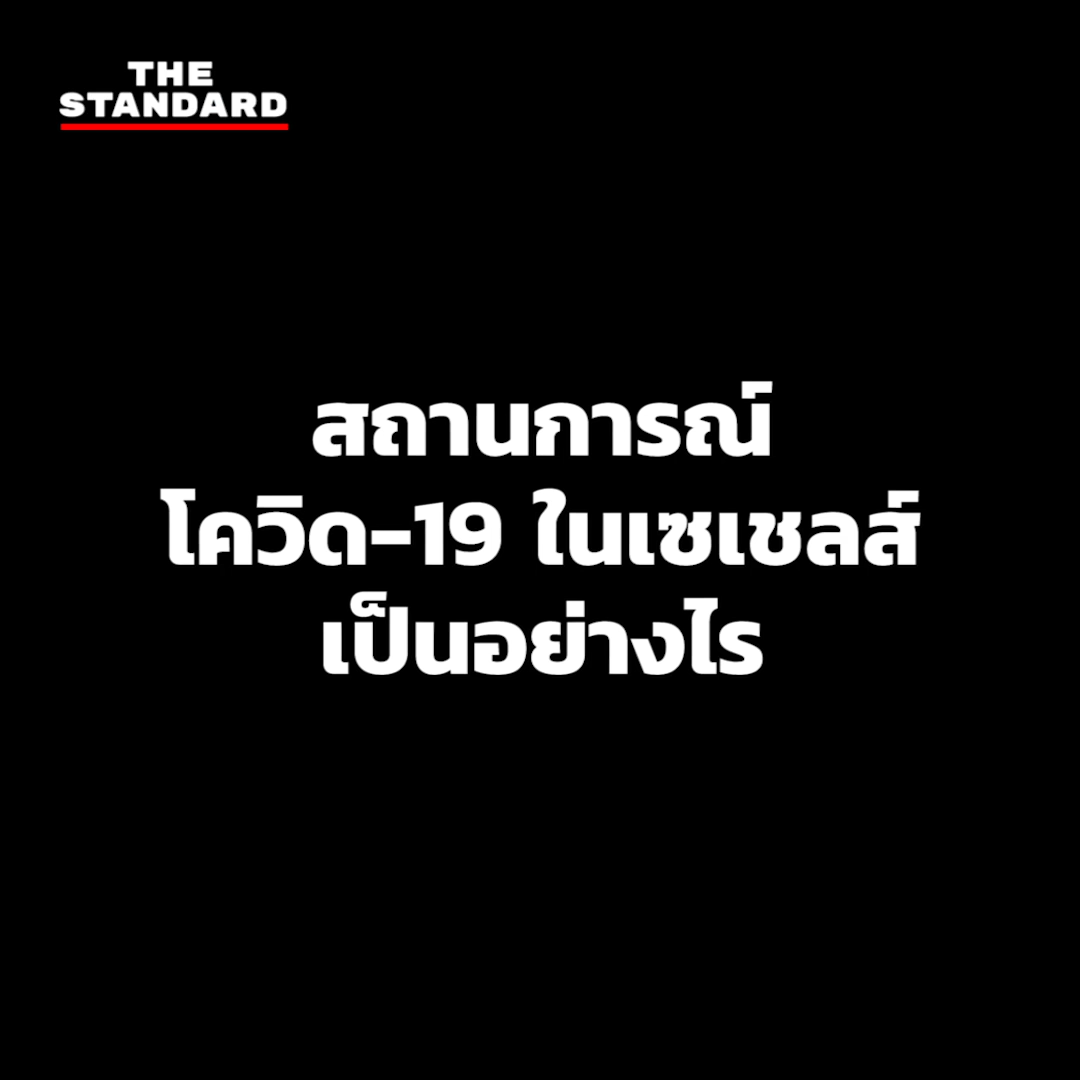 THE
STANDARD
สถานการณ์
โควิด-19 ในเซเชลส์
เป็นอย่างไร